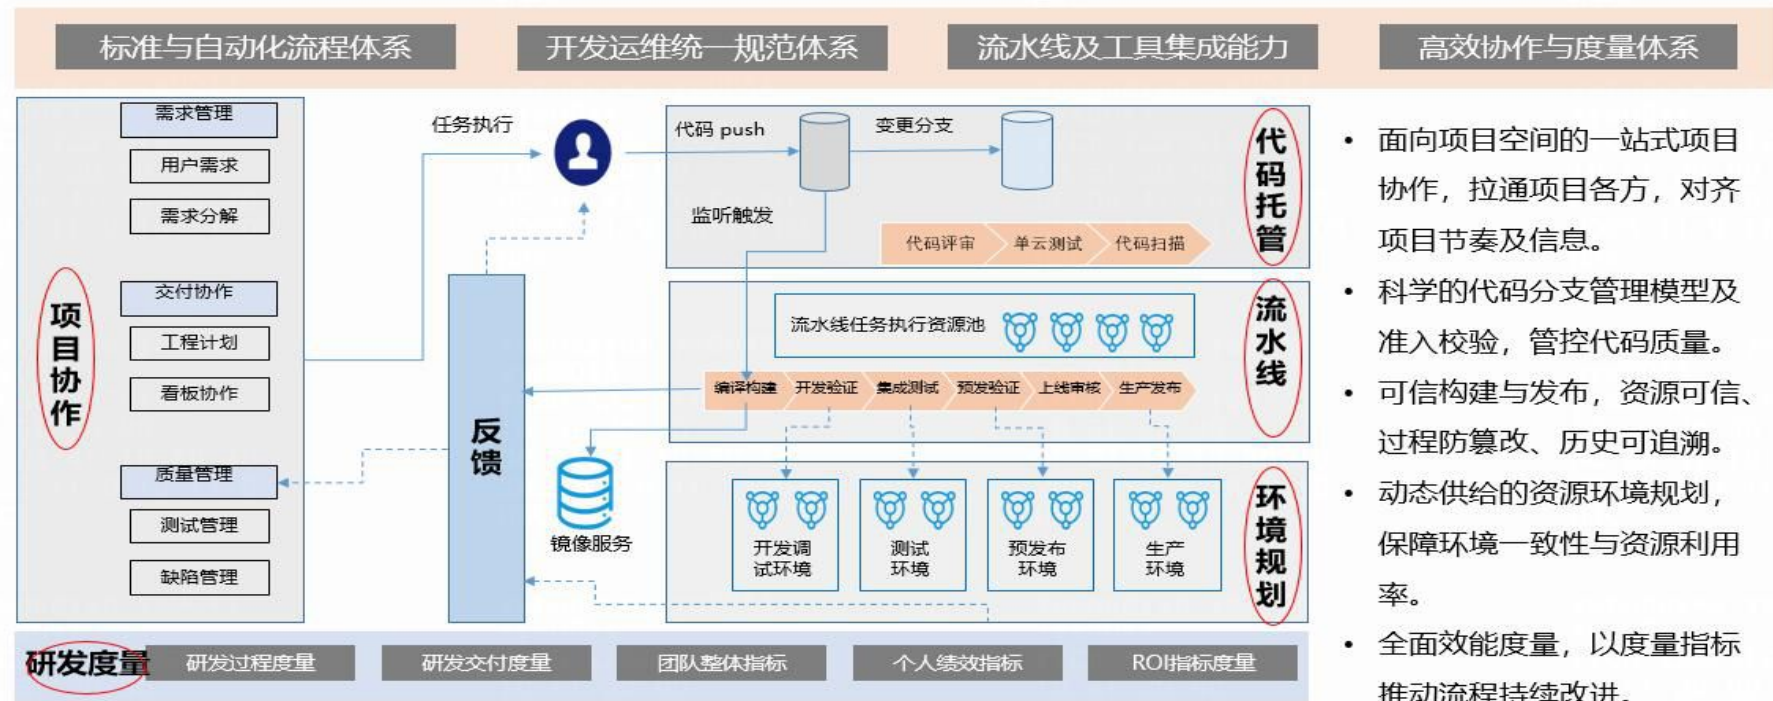 标准与自动化流程体系
开发运维统一规范体系
流水线及工具集成能力
高效协作与度量体系
项目协作
需求管理
用户需求
需求分解
交付协作
工程计划
看板协作
质量管理
测试管理
缺陷管理
任务执行
反馈
镜像服务
代码 push
变更分支
监听触发
代码评审
单云测试
代码扫描
代码托管
流水线任务执行资源池
编译构建
开发验证
集成测试
预发验证
上线审核
生产发布
流水线
开发调
试环境
测试
环境
预发布
环境
生产
环境
环境规划
研发度量
研发过程度量
研发交付度量
团队整体指标
个人绩效指标
ROI指标度量
• 面向项目空间的一站式项目
协作，拉通项目各方，对齐
项目节奏及信息。
• 科学的代码分支管理模型及
准入校验，管控代码质量。
• 可信构建与发布，资源可信、
过程防篡改、历史可追溯。
• 动态供给的资源环境规划，
保障环境一致性与资源利用
率。
• 全面效能度量，以度量指标
推动流程持续改进。